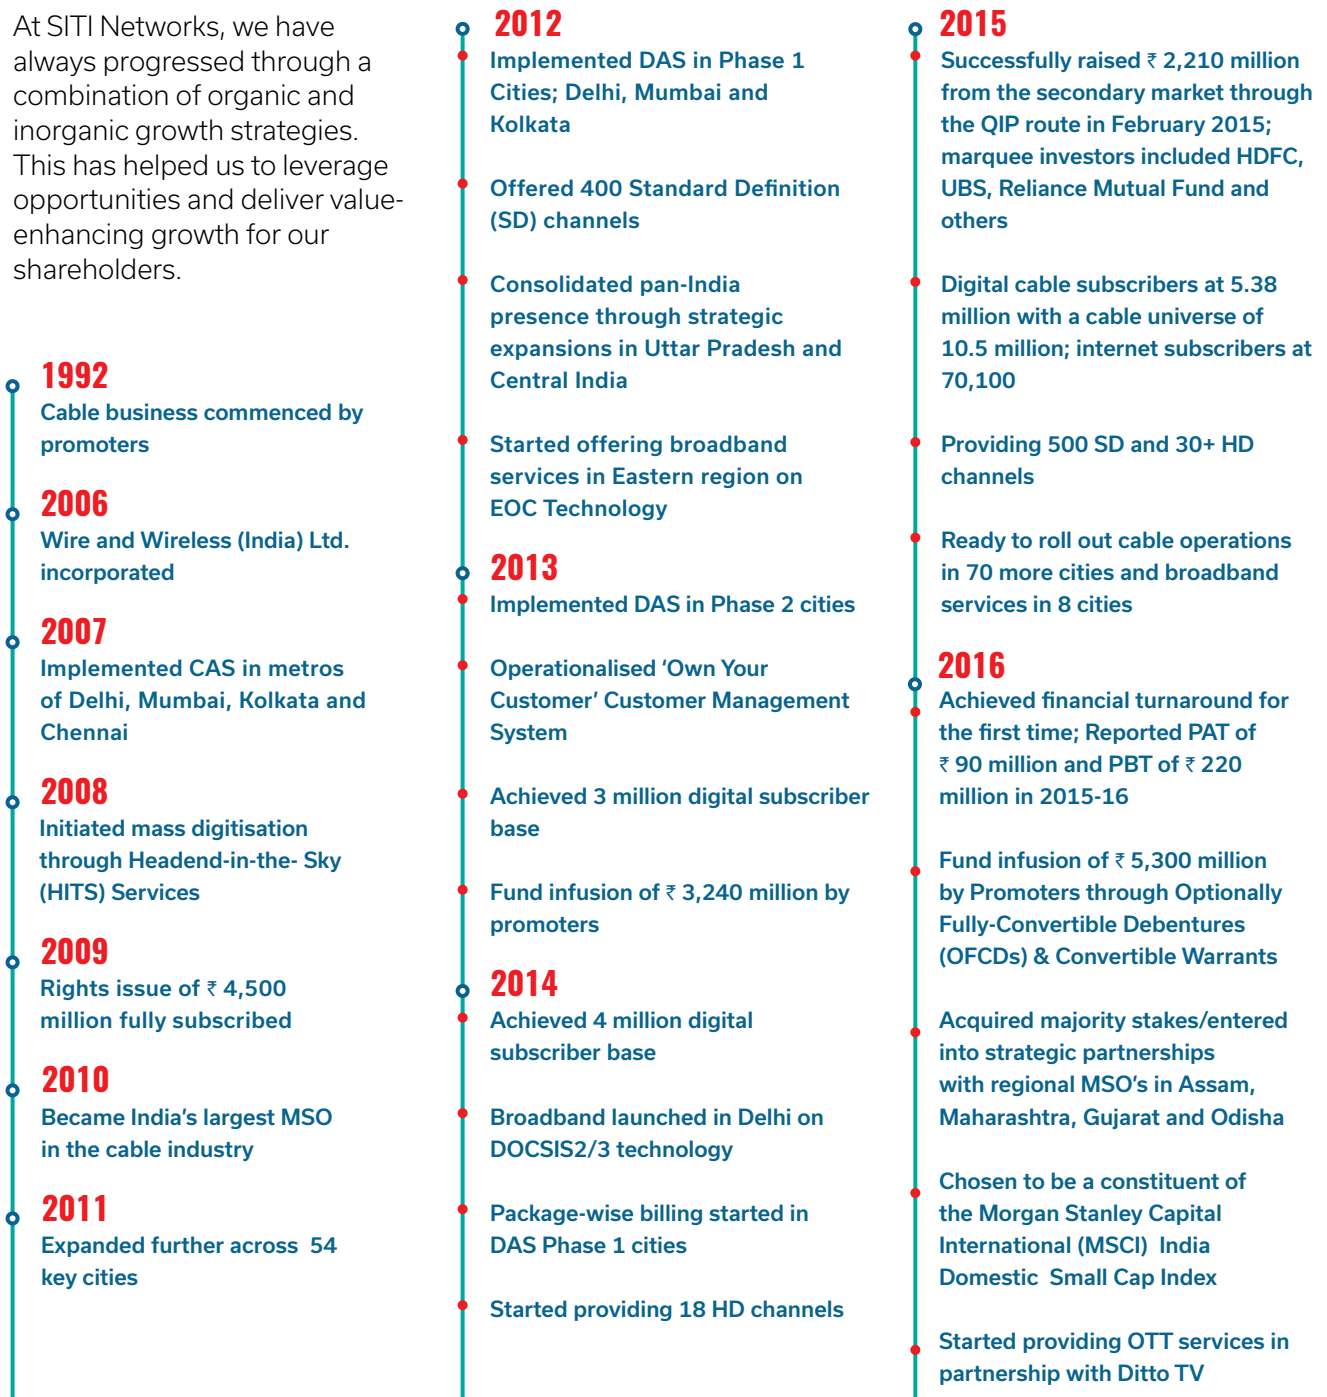 At SITI Networks, we have
always progressed through a
combination of organic and
inorganic growth strategies.
This has helped us to leverage
opportunities and deliver value-
enhancing growth for our
shareholders.
1992
Cable business commenced by
promoters
2006
Wire and Wireless (India) Ltd.
incorporated
2007
Implemented CAS in metros
of Delhi, Mumbai, Kolkata and
Chennai
2008
Initiated mass digitisation
through Headend-in-the- Sky
(HITS) Services
2009
Rights issue of ₹ 4,500
million fully subscribed
2010
Became India’s largest MSO
in the cable industry
2011
Expanded further across 54
key cities
2012
Implemented DAS in Phase 1
Cities; Delhi, Mumbai and
Kolkata
Offered 400 Standard Definition
(SD) channels
Consolidated pan-India
presence through strategic
expansions in Uttar Pradesh and
Central India
Started offering broadband
services in Eastern region on
EOC Technology
2013
Implemented DAS in Phase 2 cities
Operationalised ‘Own Your
Customer’ Customer Management
System
Achieved 3 million digital subscriber
base
Fund infusion of ₹ 3,240 million by
promoters
2014
Achieved 4 million digital
subscriber base
Broadband launched in Delhi on
DOCSIS2/3 technology
Package-wise billing started in
DAS Phase 1 cities
Started providing 18 HD channels
2015
Successfully raised ₹ 2,210 million
from the secondary market through
the QIP route in February 2015;
marquee investors included HDFC,
UBS, Reliance Mutual Fund and
others
Digital cable subscribers at 5.38
million with a cable universe of
10.5 million; internet subscribers at
70,100
Providing 500 SD and 30+ HD
channels
Ready to roll out cable operations
in 70 more cities and broadband
services in 8 cities
2016
Achieved financial turnaround for
the first time; Reported PAT of
₹ 90 million and PBT of ₹ 220
million in 2015-16
Fund infusion of ₹ 5,300 million
by Promoters through Optionally
Fully-Convertible Debentures
(OFCDs) & Convertible Warrants
Acquired majority stakes/entered
into strategic partnerships
with regional MSO’s in Assam,
Maharashtra, Gujarat and Odisha
Chosen to be a constituent of
the Morgan Stanley Capital
International (MSCI) India
Domestic Small Cap Index
Started providing OTT services in
partnership with Ditto TV